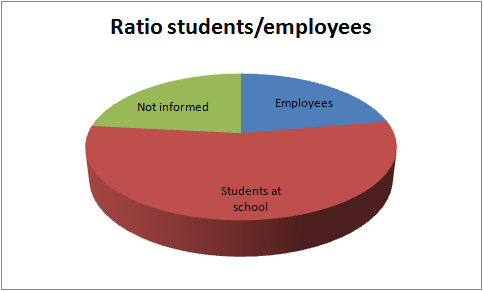 Ratio students/employees
Not informed
Employees
Students at
school